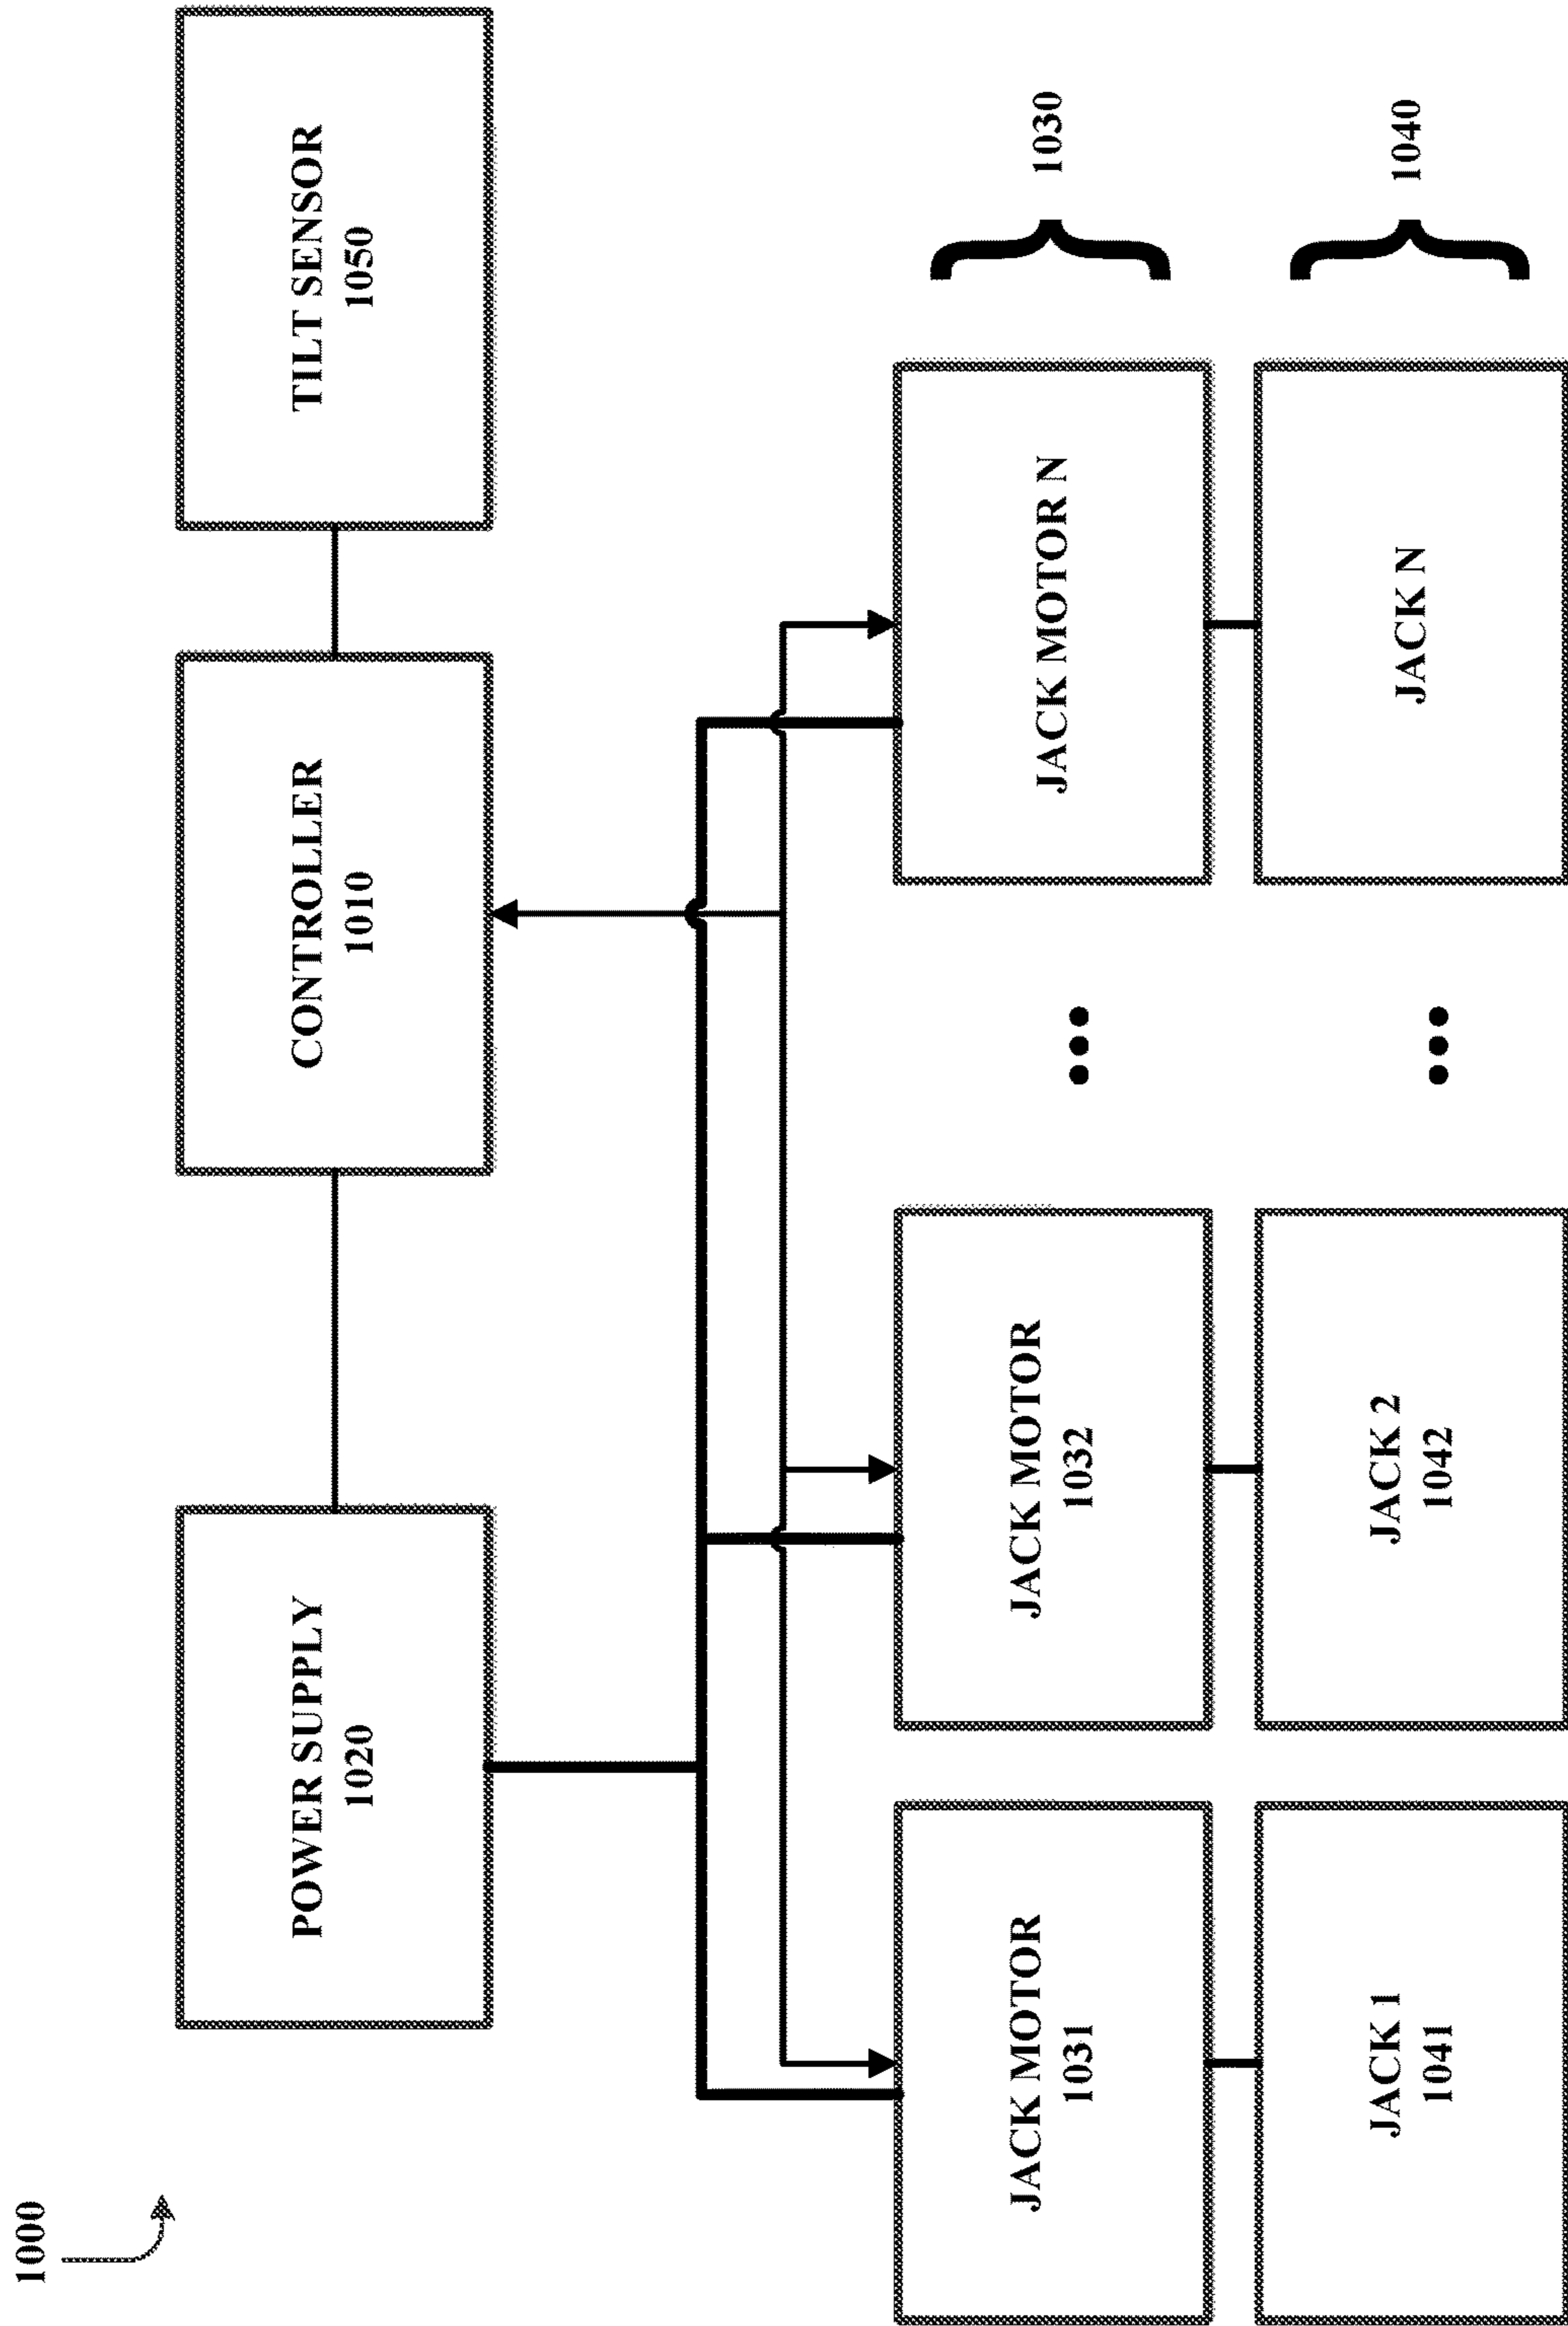 1000
POWER SUPPLY
1020
CONTROLLER
1010
TILT SENSOR
1050
JACK MOTOR
1031
JACK MOTOR
1032
JACK MOTOR N
1030
JACK 1
1041
JACK 2
1042
JACK N
1040